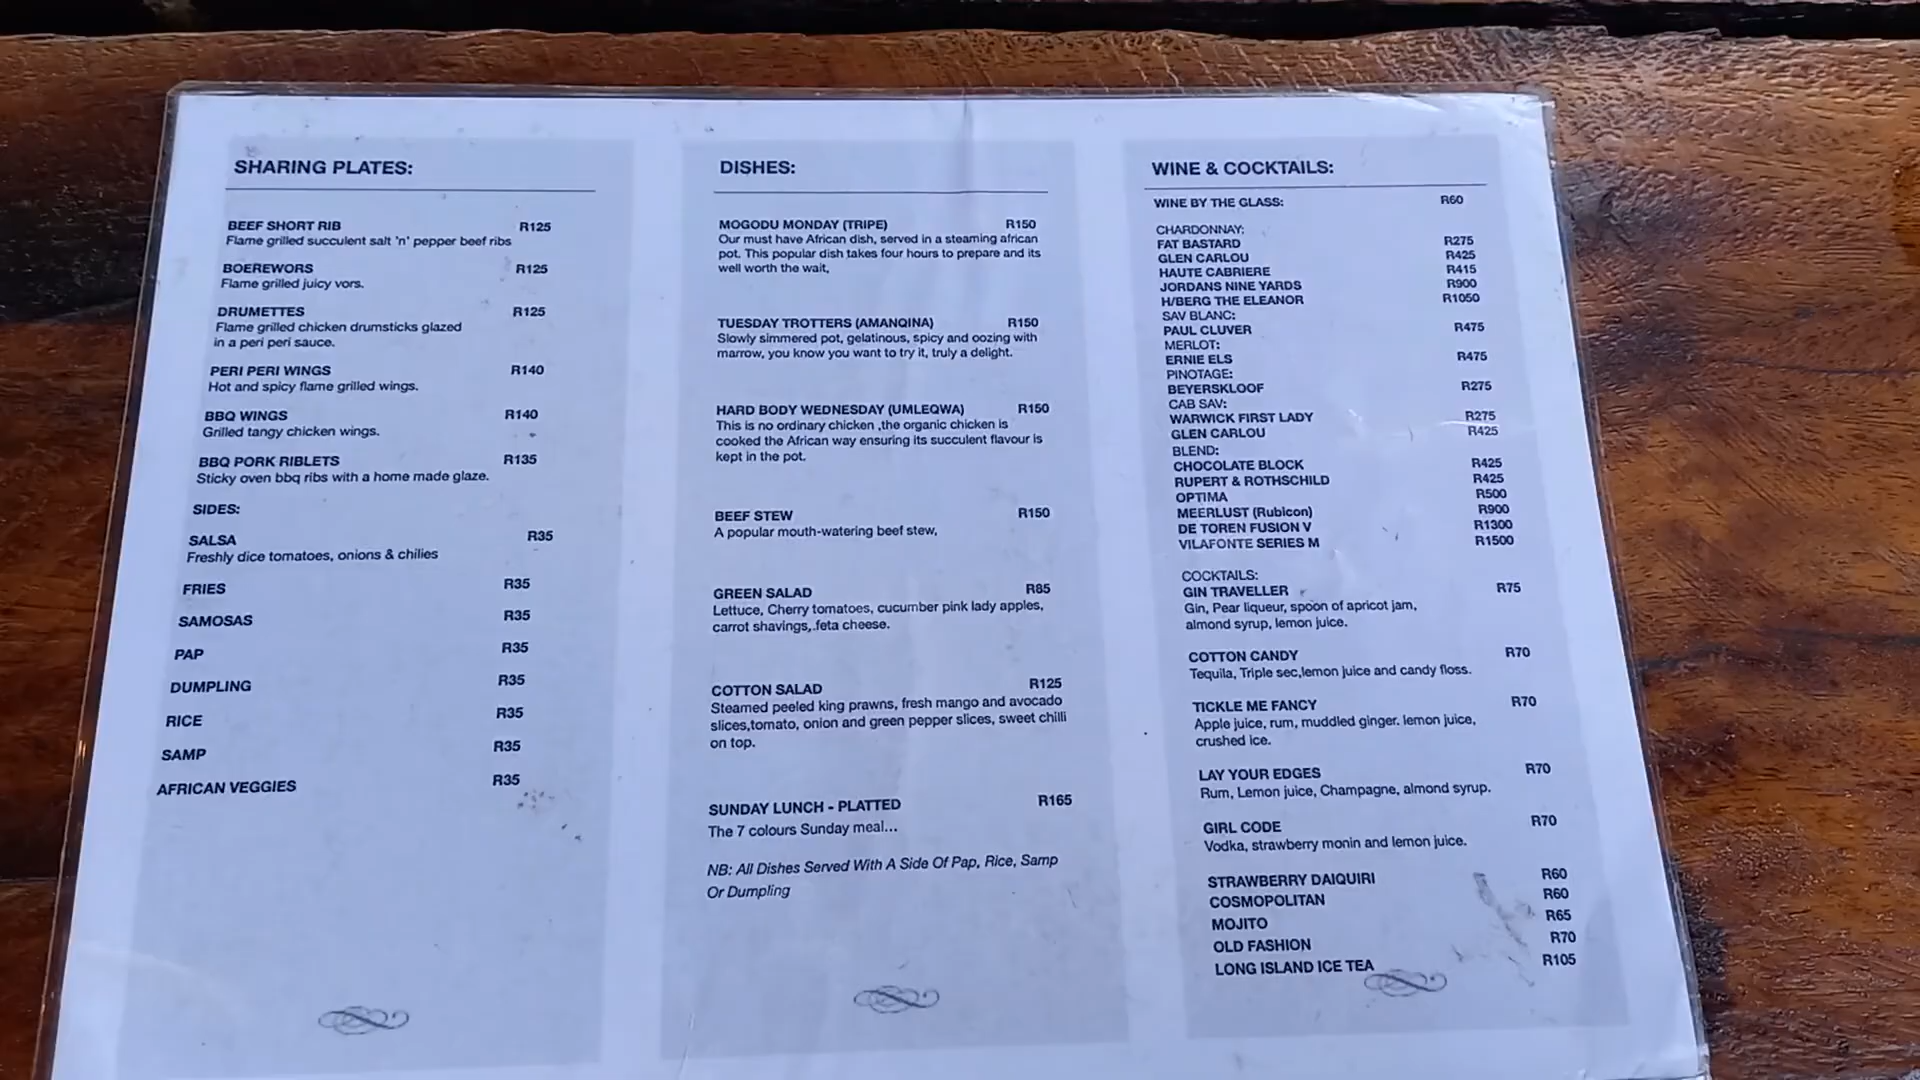 SHARING PLATES:
BEEF SHORT RIB R125
Flame grilled succulent salt 'n' pepper beef ribs
BOEREWORS R125
Flame grilled juicy vors.
DRUMETTES R125
Flame grilled chicken drumsticks glazed
in a peri peri sauce.
PERI PERI WINGS R140
Hot and spicy flame grilled wings.
BBQ WINGS R140
Grilled tangy chicken wings.
BBQ PORK RIBLETS R135
Sticky oven bbq ribs with a home made glaze.
SIDES:
SALSA R35
Freshly dice tomatoes, onions & chilies
FRIES R35
SAMOSAS R35
PAP R35
DUMPLING R35
RICE R35
SAMP R35
AFRICAN VEGGIES R35
DISHES:
MOGODU MONDAY (TRIPE) R150
Our must have African dish, served in a steaming african
pot. This popular dish takes four hours to prepare and its
well worth the wait,
TUESDAY TROTTERS (AMANQINA) R150
Slowly simmered pot, gelatinous, spicy and oozing with
marrow, you know you want to try it, truly a delight.
HARD BODY WEDNESDAY (UMLEQWA) R150
This is no ordinary chicken ,the organic chicken is
cooked the African way ensuring its succulent flavour is
kept in the pot.
BEEF STEW R150
A popular mouth-watering beef stew,
GREEN SALAD R85
Lettuce, Cherry tomatoes, cucumber pink lady apples,
carrot shavings,.feta cheese.
COTTON SALAD R125
Steamed peeled king prawns, fresh mango and avocado
slices,tomato, onion and green pepper slices, sweet chilli
on top.
SUNDAY LUNCH - PLATTED R165
The 7 colours Sunday meal...
NB: All Dishes Served With A Side Of Pap, Rice, Samp
Or Dumpling
WINE & COCKTAILS:
WINE BY THE GLASS: R60
CHARDONNAY:
FAT BASTARD R275
GLEN CARLOU R425
HAUTE CABRIERE R415
JORDANS NINE YARDS R900
H/BERG THE ELEANOR R1050
SAV BLANC:
PAUL CLUVER R475
MERLOT:
ERNIE ELS R475
PINOTAGE:
BEYERSKLOOF R275
CAB SAV:
WARWICK FIRST LADY R275
GLEN CARLOU R425
BLEND:
CHOCOLATE BLOCK R425
RUPERT & ROTHSCHILD R425
OPTIMA R500
MEERLUST (Rubicon) R900
DE TOREN FUSION V R1300
VILAFONTE SERIES M R1500
COCKTAILS:
GIN TRAVELLER R75
Gin, Pear liqueur, spoon of apricot jam,
almond syrup, lemon juice.
COTTON CANDY R70
Tequila, Triple sec,lemon juice and candy floss.
TICKLE ME FANCY R70
Apple juice, rum, muddled ginger. lemon juice,
crushed ice.
LAY YOUR EDGES R70
Rum, Lemon juice, Champagne, almond syrup.
GIRL CODE R70
Vodka, strawberry monin and lemon juice.
STRAWBERRY DAIQUIRI R60
COSMOPOLITAN R60
MOJITO R65
OLD FASHION R70
LONG ISLAND ICE TEA R105